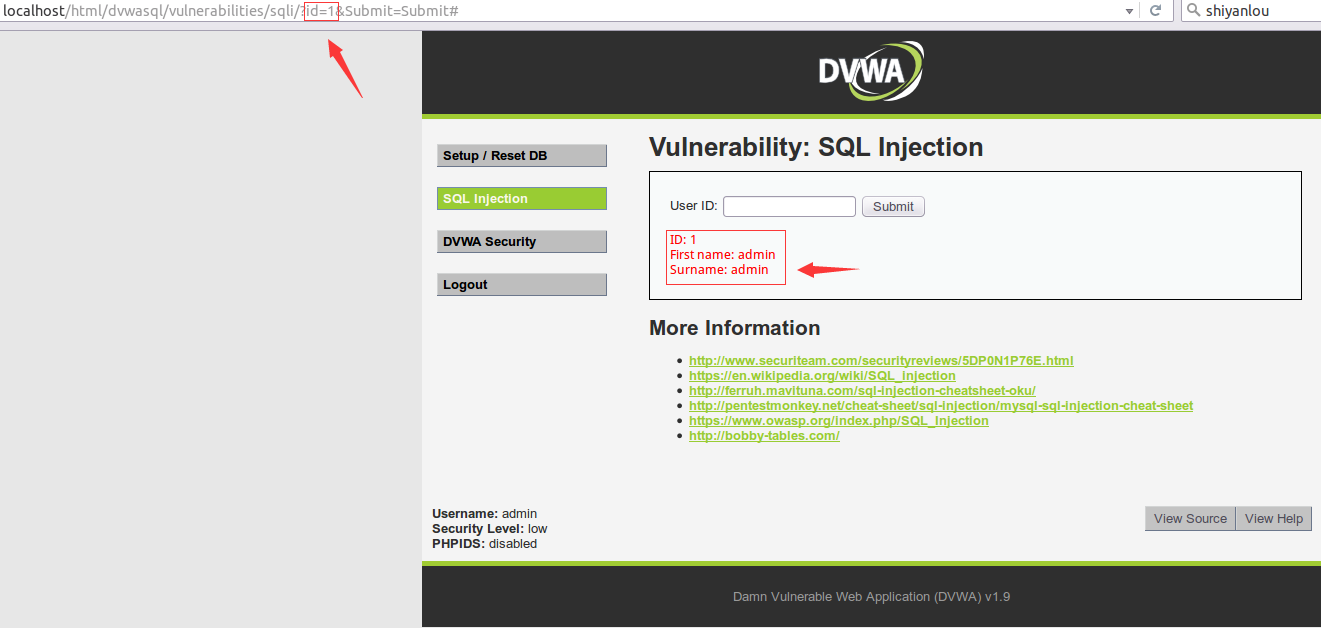 localhost/html/dvwasql/vulnerabilities/sqli/?id=1&Submit=Submit#
shiyanlou
DVWA
Setup / Reset DB
SQL Injection
DVWA Security
Logout
Vulnerability: SQL Injection
User ID:
Submit
ID: 1
First name: admin
Surname: admin
More Information
http://www.securiteam.com/securityreviews/5DP0N1P76E.html
https://en.wikipedia.org/wiki/SQL_injection
http://ferruh.mavituna.com/sql-injection-cheatsheet-oku/
http://pentestmonkey.net/cheat-sheet/sql-injection/mysql-sql-injection-cheat-sheet
https://www.owasp.org/index.php/SQL_Injection
http://bobby-tables.com/
Username: admin
Security Level: low
PHPIDS: disabled
View Source
View Help
Damn Vulnerable Web Application (DVWA) v1.9